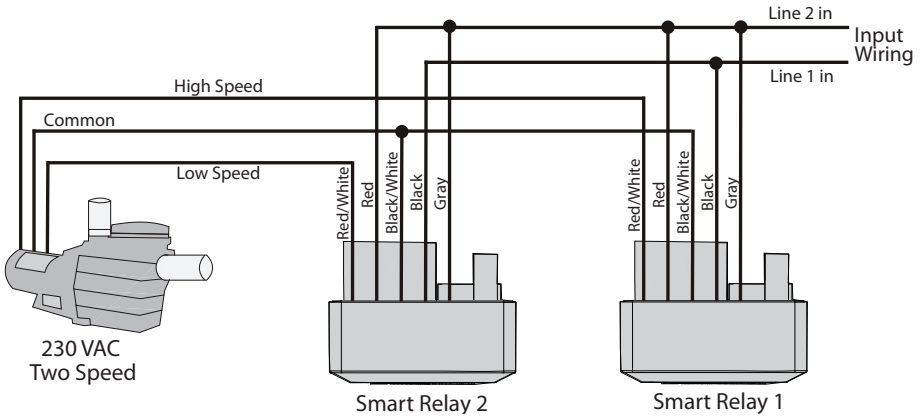 Line 2 in
Input
Wiring
Line 1 in
High Speed
Common
Low Speed
Red/White
Red
Black/White
Black
Gray
Red/White
Red
Black/White
Black
Gray
230 VAC
Two Speed
Smart Relay 2
Smart Relay 1